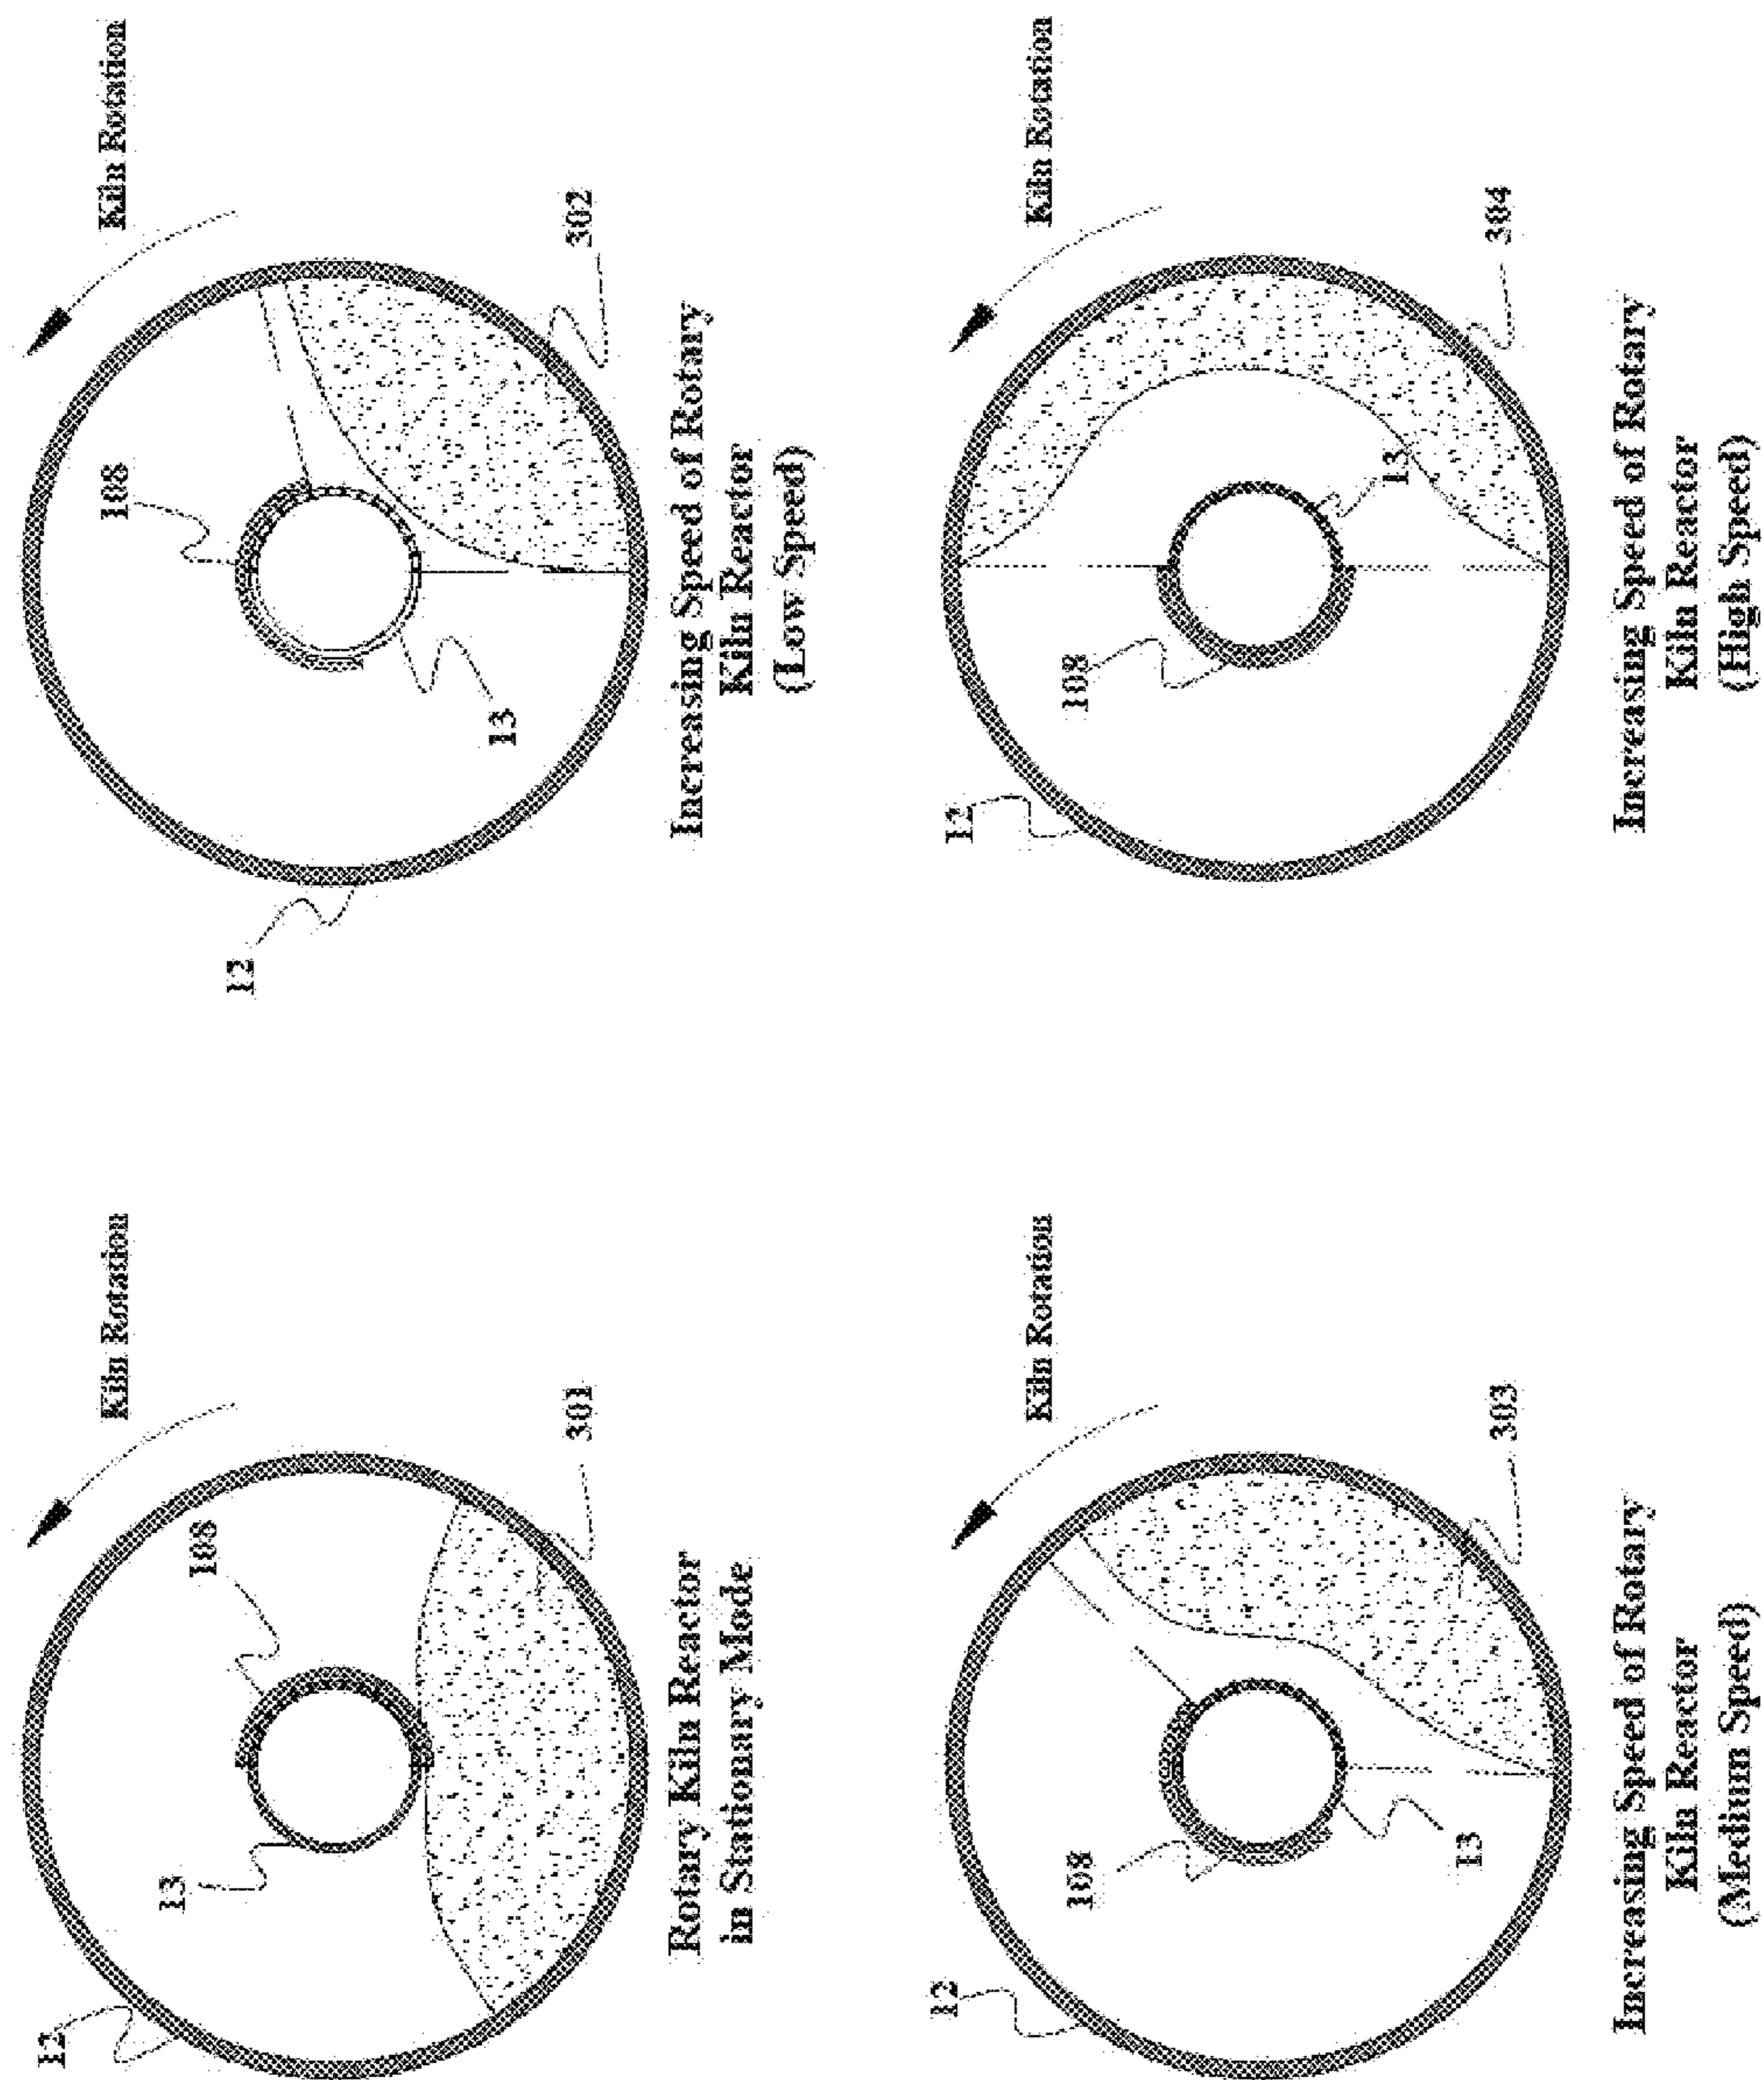 Kiln Rotation
12
108
13
301
Rotary Kiln Reactor
in Stationary Mode
Kiln Rotation
108
12
13
302
Increasing Speed of Rotary
Kiln Reactor
(Low Speed)
Kiln Rotation
12
108
13
303
Increasing Speed of Rotary
Kiln Reactor
(Medium Speed)
Kiln Rotation
12
108
13
304
Increasing Speed of Rotary
Kiln Reactor
(High Speed)